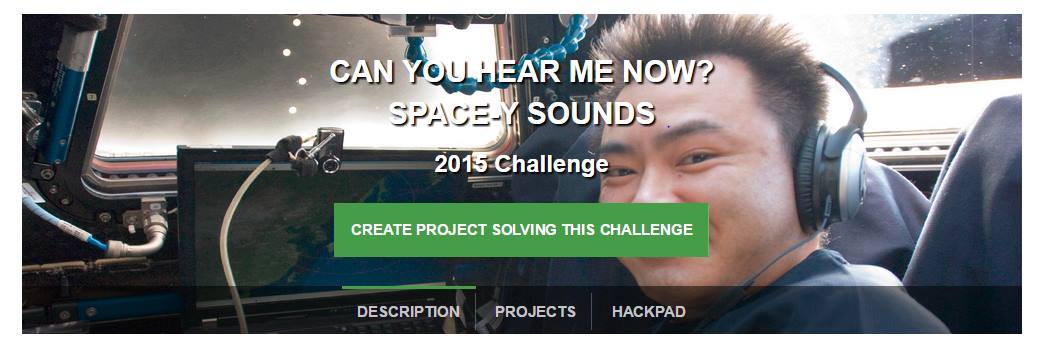 CAN YOU HEAR ME NOW?
SPACE-Y SOUNDS
2015 Challenge
CREATE PROJECT SOLVING THIS CHALLENGE
DESCRIPTION PROJECTS HACKPAD